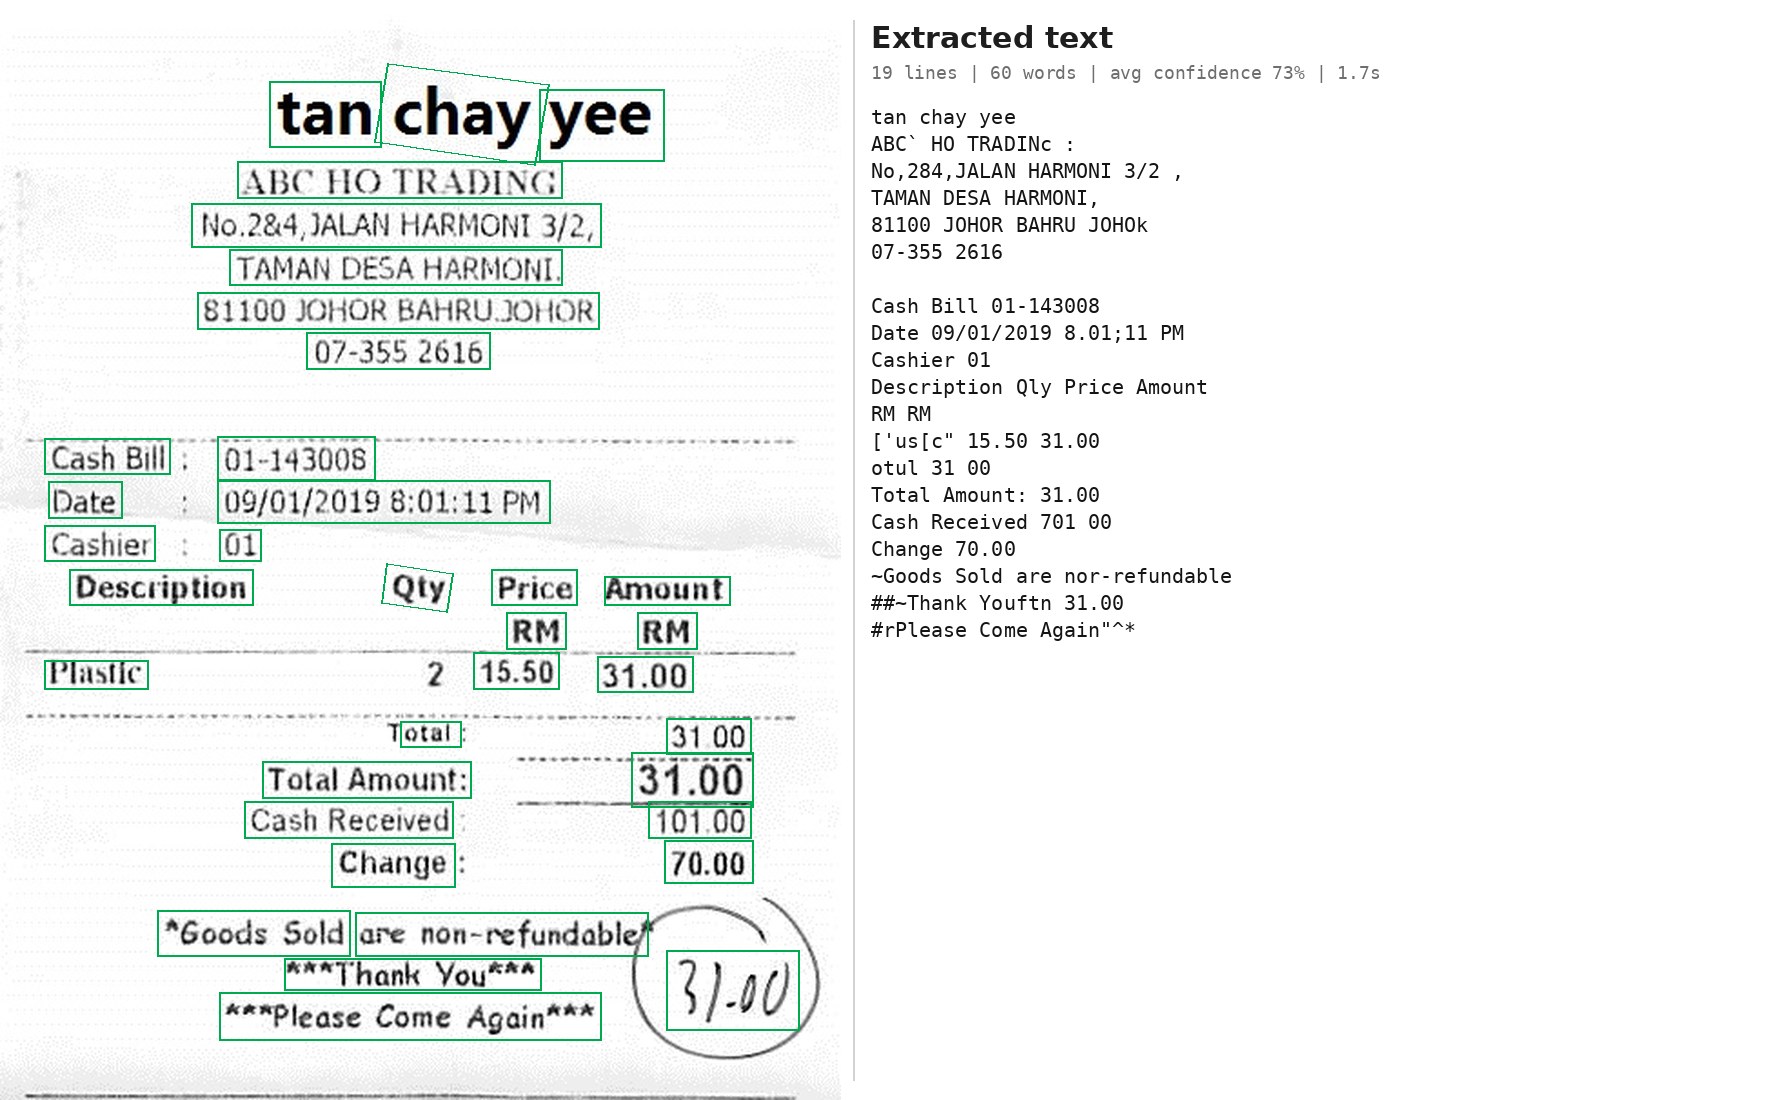 tan chay yee
ABC HO TRADING
No.2&4,JALAN HARMONI 3/2,
TAMAN DESA HARMONI.
81100 JOHOR BAHRU.JOHOR
07-355 2616
Cash Bill : 01-143008
Date : 09/01/2019 8:01:11 PM
Cashier : 01
Description Qty Price Amount
RM RM
Plastic 2 15.50 31.00
Total : 31.00
Total Amount: 31.00
Cash Received : 101.00
Change : 70.00
*Goods Sold are non-refundable*
***Thank You***
31.00
***Please Come Again***
Extracted text
19 lines | 60 words | avg confidence 73% | 1.7s
tan chay yee
ABC` HO TRADINc :
No,284,JALAN HARMONI 3/2 ,
TAMAN DESA HARMONI,
81100 JOHOR BAHRU JOHOk
07-355 2616
Cash Bill 01-143008
Date 09/01/2019 8.01;11 PM
Cashier 01
Description Qly Price Amount
RM RM
['us[c" 15.50 31.00
otul 31 00
Total Amount: 31.00
Cash Received 701 00
Change 70.00
~Goods Sold are nor-refundable
##~Thank Youftn 31.00
#rPlease Come Again"^*